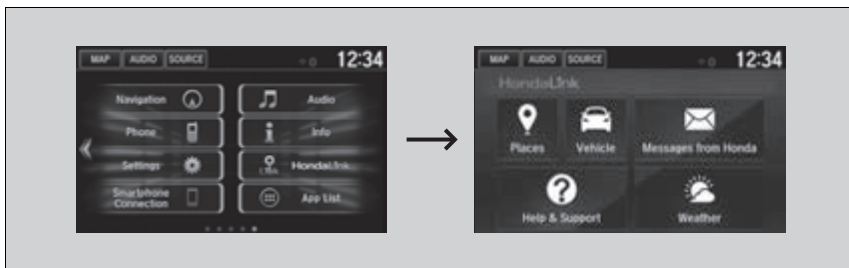 MAP AUDIO SOURCE 12:34
Navigation Audio
Phone Info
Settings HondaLink
Smartphone
Connection App List
MAP AUDIO SOURCE 12:34
HondaLink
Places Vehicle Messages from Honda
Help & Support Weather